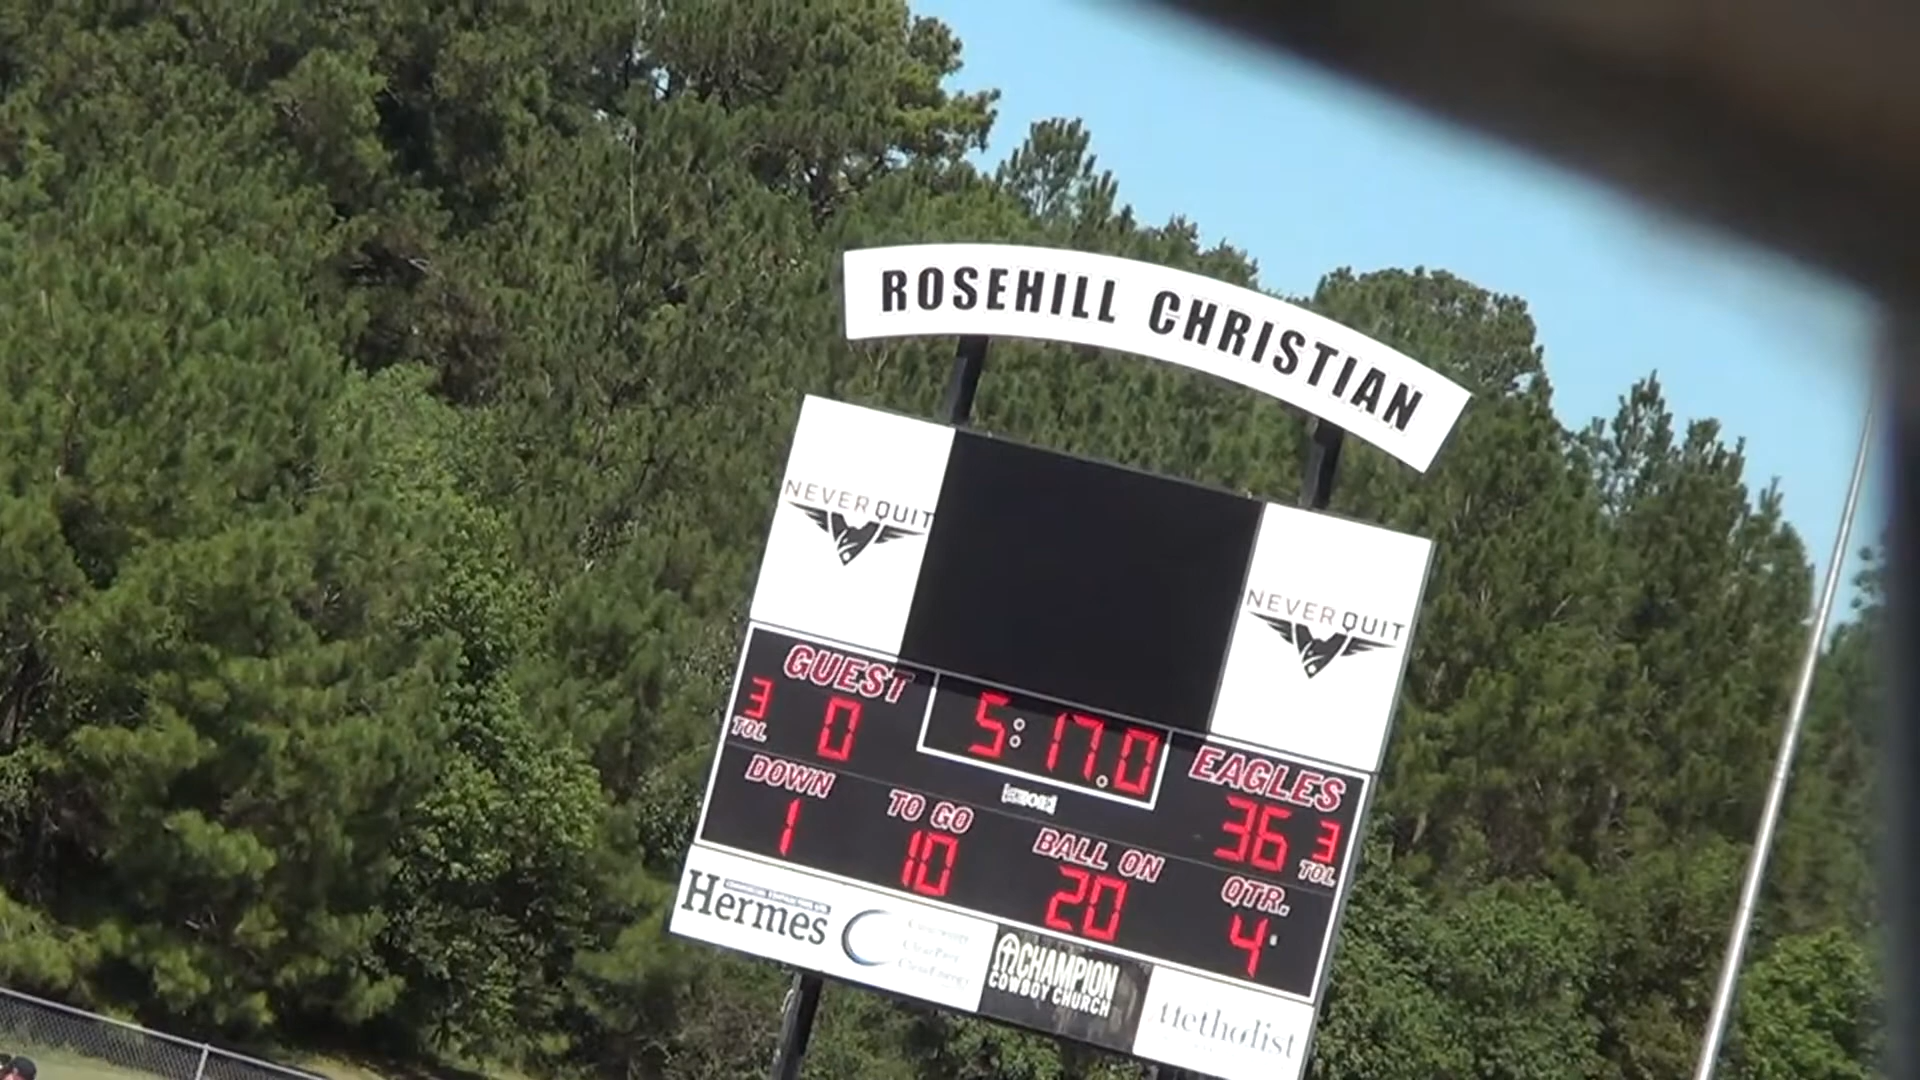 ROSEHILL CHRISTIAN
NEVER QUIT
NEVER QUIT
GUEST
3
TOL
0
5:17.0
EAGLES
36
3
TOL
DOWN
1
TO GO
10
BALL ON
20
QTR.
4
Hermes
CHAMPION
COWBOY CHURCH
Methodist